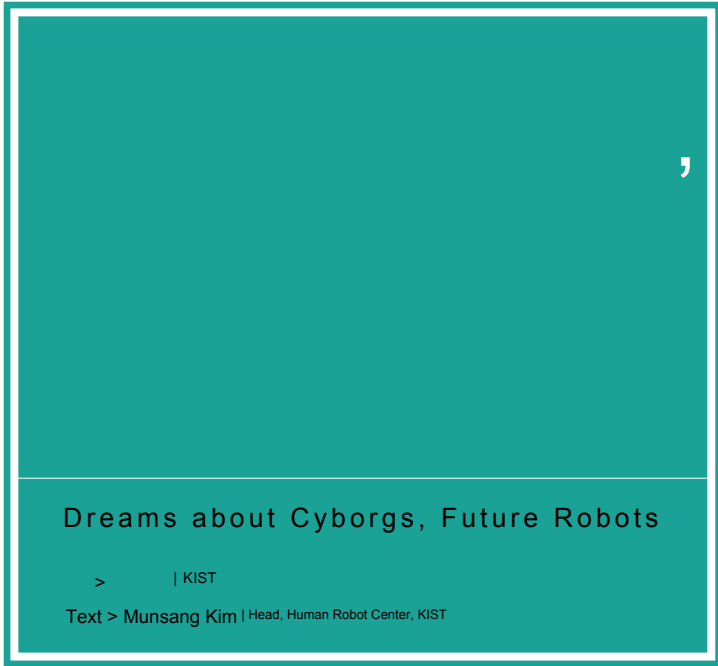 ,
Dreams about Cyborgs, Future Robots
> | KIST
Text > Munsang Kim | Head, Human Robot Center, KIST